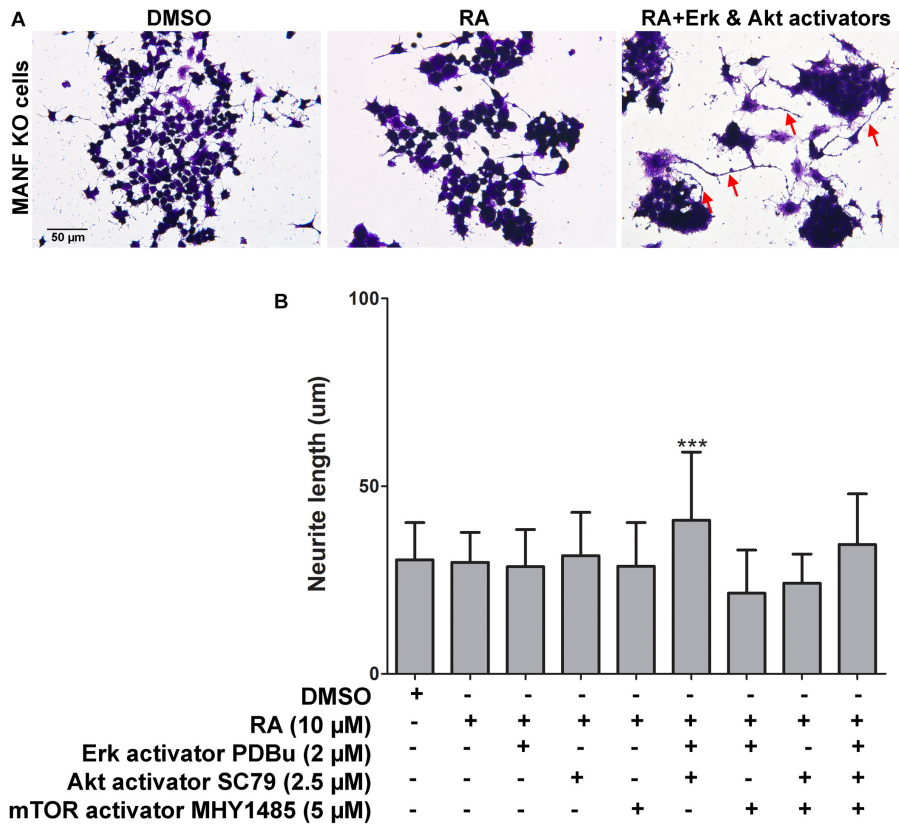 A DMSO RA RA+Erk & Akt activators
MANF KO cells
50 µm
B
100
***
Neurite length (um)
50
0
DMSO + - - - - - - - -
RA (10 µM) - + + + + + + + +
Erk activator PDBu (2 µM) - - + - - + + - +
Akt activator SC79 (2.5 µM) - - - + - + - + +
mTOR activator MHY1485 (5 µM) - - - - + - + + +